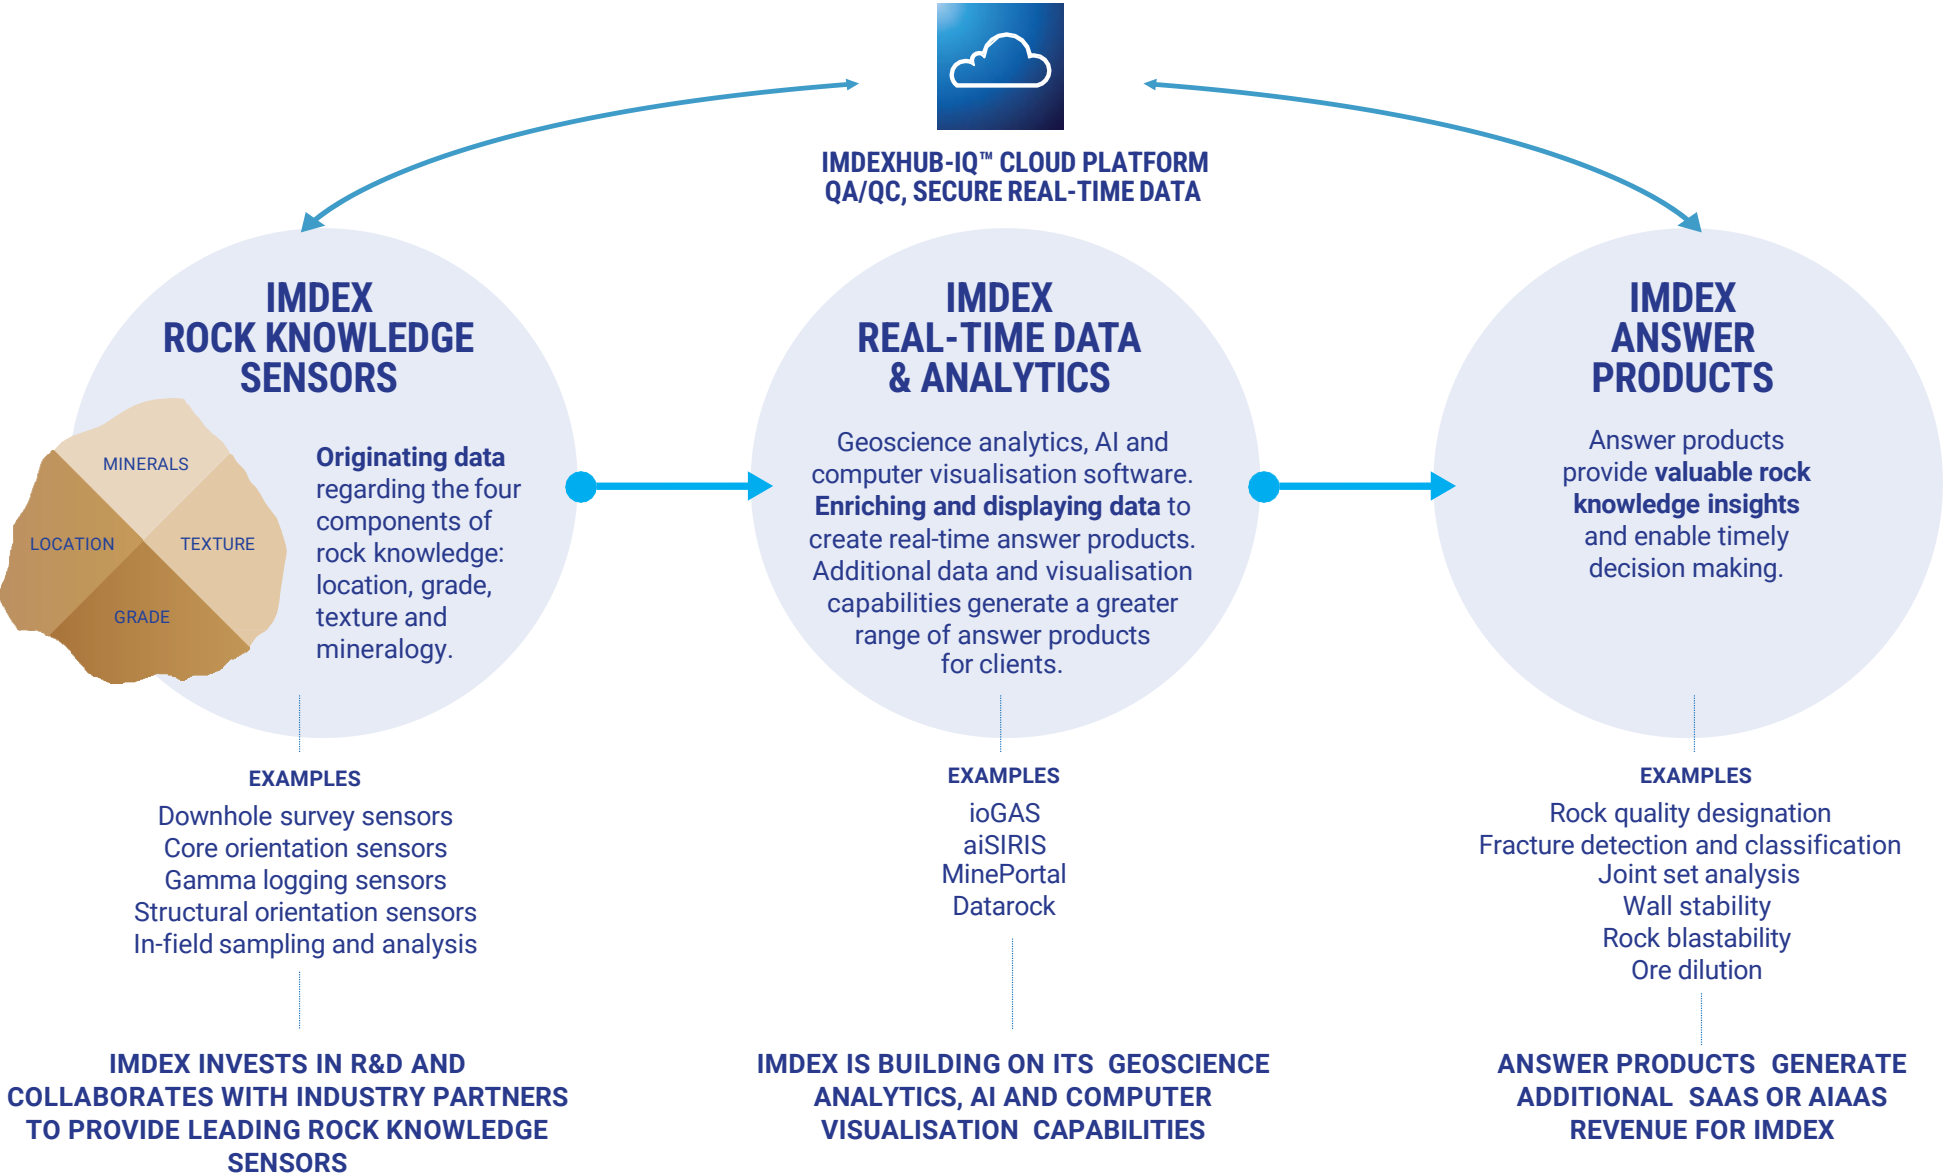 IMDEXHUB-IQ™ CLOUD PLATFORM
QA/QC, SECURE REAL-TIME DATA
IMDEX
ROCK KNOWLEDGE
SENSORS
MINERALS
LOCATION
TEXTURE
GRADE
Originating data
regarding the four
components of
rock knowledge:
location, grade,
texture and
mineralogy.
EXAMPLES
Downhole survey sensors
Core orientation sensors
Gamma logging sensors
Structural orientation sensors
In-field sampling and analysis
IMDEX INVESTS IN R&D AND
COLLABORATES WITH INDUSTRY PARTNERS
TO PROVIDE LEADING ROCK KNOWLEDGE
SENSORS
IMDEX
REAL-TIME DATA
& ANALYTICS
Geoscience analytics, AI and
computer visualisation software.
Enriching and displaying data to
create real-time answer products.
Additional data and visualisation
capabilities generate a greater
range of answer products
for clients.
EXAMPLES
ioGAS
aiSIRIS
MinePortal
Datarock
IMDEX IS BUILDING ON ITS GEOSCIENCE
ANALYTICS, AI AND COMPUTER
VISUALISATION CAPABILITIES
IMDEX
ANSWER
PRODUCTS
Answer products
provide valuable rock
knowledge insights
and enable timely
decision making.
EXAMPLES
Rock quality designation
Fracture detection and classification
Joint set analysis
Wall stability
Rock blastability
Ore dilution
ANSWER PRODUCTS GENERATE
ADDITIONAL SAAS OR AIAAS
REVENUE FOR IMDEX